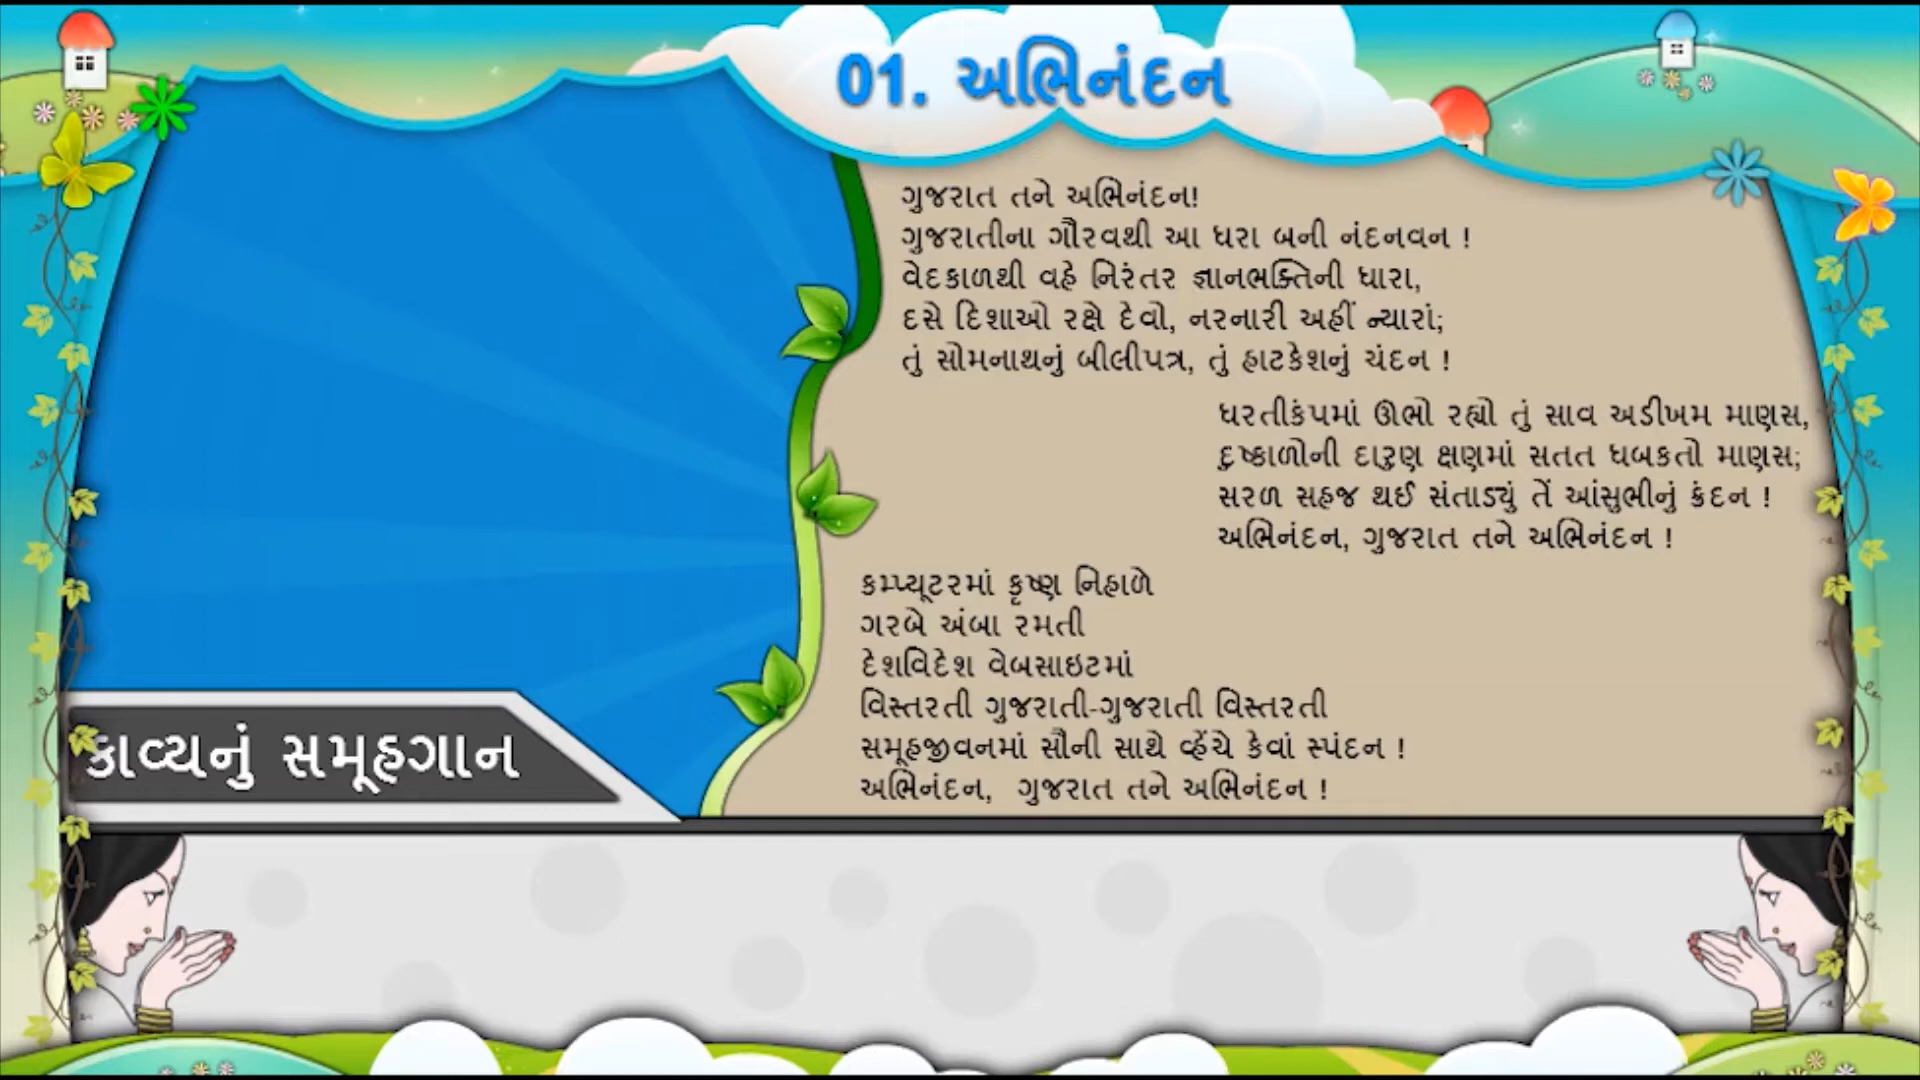 01. અભિનંદન
ગુજરાત તને અભિનંદન!
ગુજરાતીના ગૌરવથી આ ધરા બની નંદનવન !
વેદકાળથી વહે નિરંતર જ્ઞાનભક્તિની ધારા,
દસે દિશાઓ રક્ષે દેવો, નરનારી અહીં ન્યારાં;
તું સોમનાથનું બીલીપત્ર, તું હાટકેશનું ચંદન !
ધરતીકંપમાં ઊભો રહ્યો તું સાવ અડીખમ માણસ,
દુષ્કાળોની દારુણ ક્ષણમાં સતત ધબકતો માણસ;
સરળ સહજ થઈ સંતાડ્યું તેં આંસુભીનું ક્રંદન !
અભિનંદન, ગુજરાત તને અભિનંદન !
કમ્પ્યૂટરમાં કૃષ્ણ નિહાળે
ગરબે અંબા રમતી
દેશવિદેશ વેબસાઇટમાં
વિસ્તરતી ગુજરાતી-ગુજરાતી વિસ્તરતી
સમૂહજીવનમાં સૌની સાથે વ્હેંચે કેવાં સ્પંદન !
અભિનંદન, ગુજરાત તને અભિનંદન !
કાવ્યનું સમૂહગાન